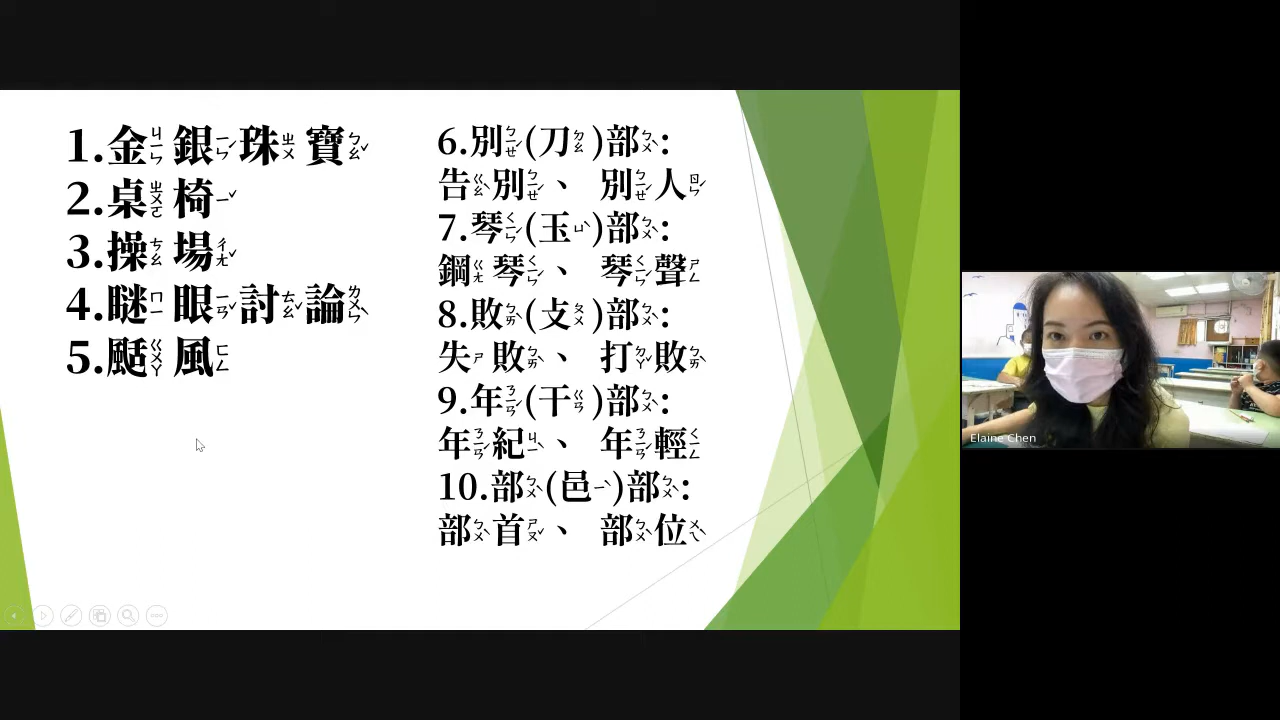 1.金銀珠寶
2.桌椅
3.操場
4.瞇眼討論
5.颳風
6.別(刀)部:
告別、 別人
7.琴(玉)部:
鋼琴、 琴聲
8.敗(攴)部:
失敗、 打敗
9.年(干)部:
年紀、 年輕
10.部(邑)部:
部首、 部位
Elaine Chen